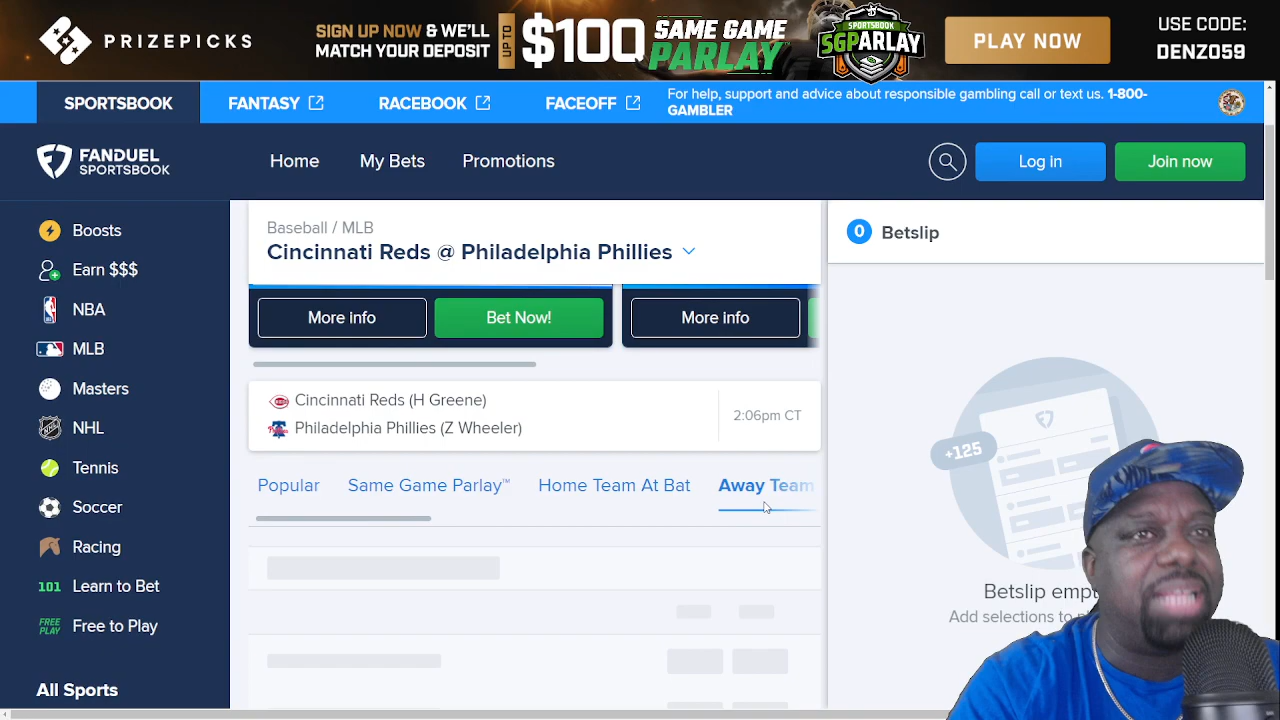 PRIZEPICKS
SIGN UP NOW & WE'LL
MATCH YOUR DEPOSIT
UP TO
$100
SAME GAME
PARLAY™
SPORTSBOOK
SGPARLAY
PLAY NOW
USE CODE:
DENZO59
SPORTSBOOK
FANTASY
RACEBOOK
FACEOFF
For help, support and advice about responsible gambling call or text us. 1-800-
GAMBLER
FANDUEL
SPORTSBOOK
Home
My Bets
Promotions
Log in
Join now
Boosts
Earn $$$
NBA
MLB
Masters
NHL
Tennis
Soccer
Racing
101 Learn to Bet
FREE
PLAY
Free to Play
All Sports
Baseball / MLB
Cincinnati Reds @ Philadelphia Phillies
More info
Bet Now!
More info
Cincinnati Reds (H Greene)
Philadelphia Phillies (Z Wheeler)
2:06pm CT
Popular
Same Game Parlay™
Home Team At Bat
Away Team
0 Betslip
+125
Betslip empt
Add selections to